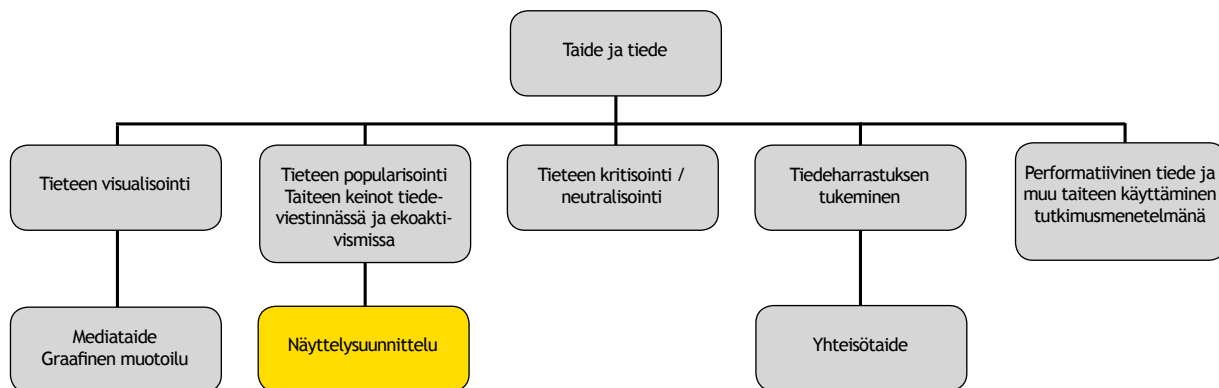 Taide ja tiede
Tieteen visualisointi
Tieteen popularisointi
Taiteen keinot tiede-
viestinnässä ja ekoakti-
vismissa
Tieteen kritisointi /
neutralisointi
Tiedeharrastuksen
tukeminen
Performatiivinen tiede ja
muu taiteen käyttäminen
tutkimusmenetelmänä
Mediataide
Graafinen muotoilu
Näyttelysuunnittelu
Yhteisötaide